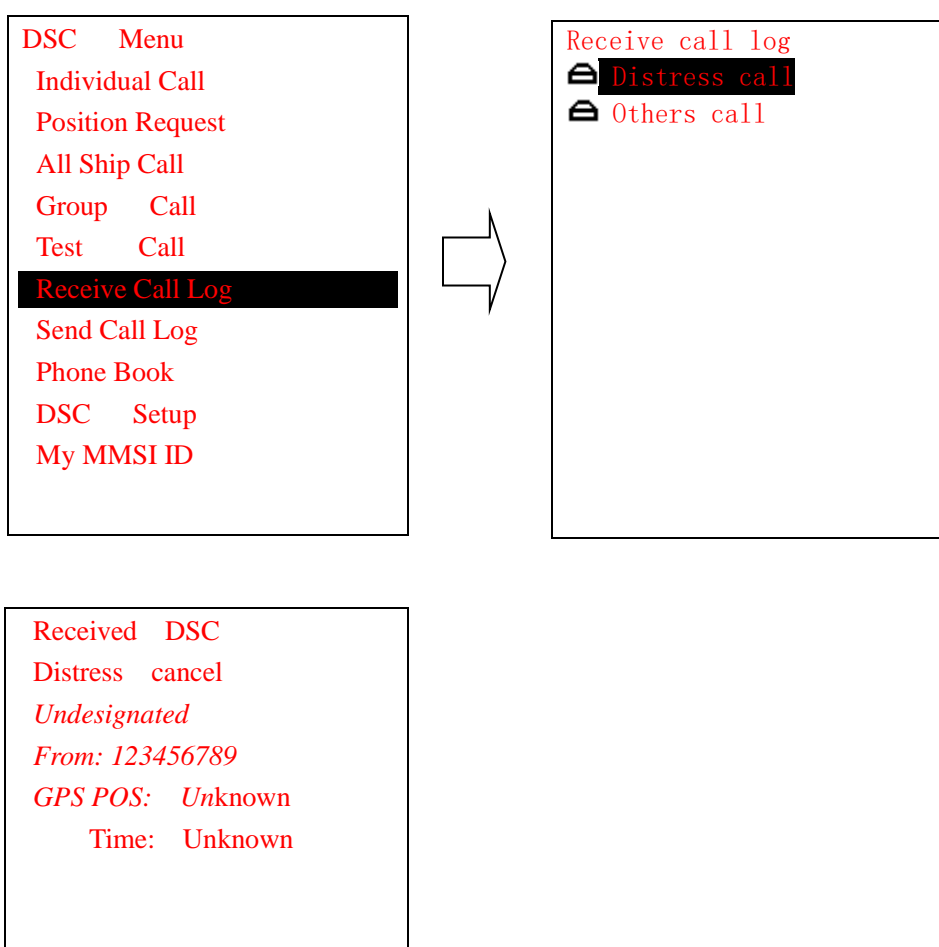 DSC Menu
Individual Call
Position Request
All Ship Call
Group Call
Test Call
Receive Call Log
Send Call Log
Phone Book
DSC Setup
My MMSI ID
Receive call log
Distress call
Others call
Received DSC
Distress cancel
Undesignated
From: 123456789
GPS POS: Unknown
Time: Unknown